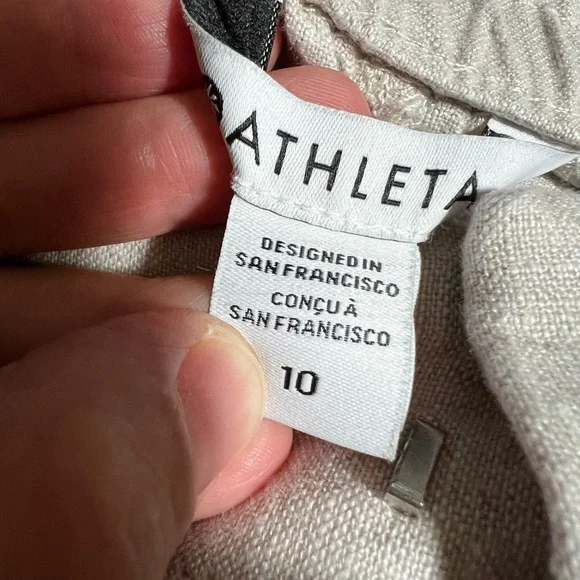 ATHLETA
DESIGNED IN
SAN FRANCISCO
CONÇU À
SAN FRANCISCO
10